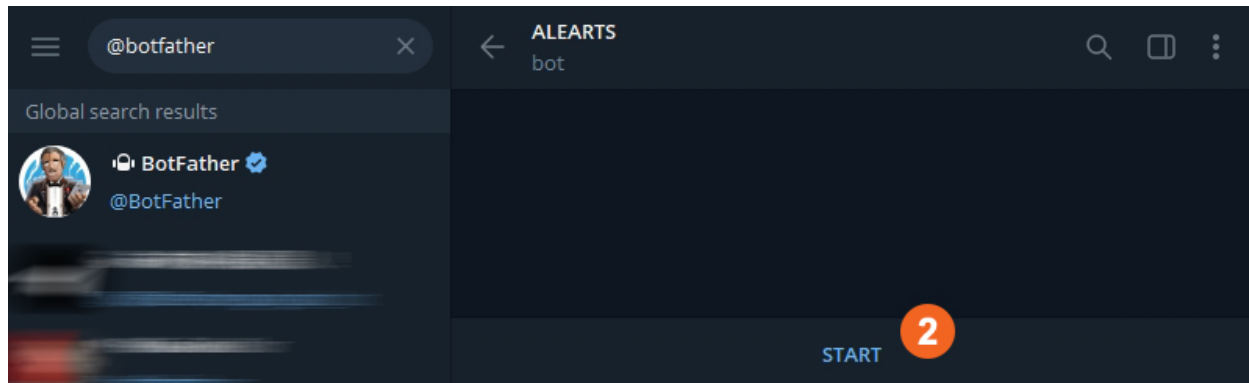 @botfather
Global search results
BotFather
@BotFather
ALEARTS
bot
START
2